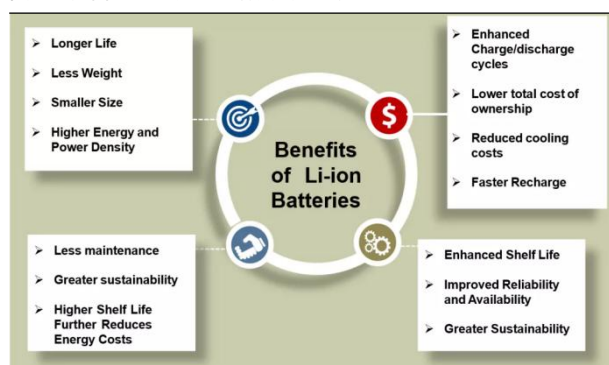 Longer Life
Less Weight
Smaller Size
Higher Energy and
Power Density
Enhanced
Charge/discharge
cycles
Lower total cost of
ownership
Reduced cooling
costs
Faster Recharge
$
Benefits
of Li-ion
Batteries
Less maintenance
Greater sustainability
Higher Shelf Life
Further Reduces
Energy Costs
Enhanced Shelf Life
Improved Reliability
and Availability
Greater Sustainability